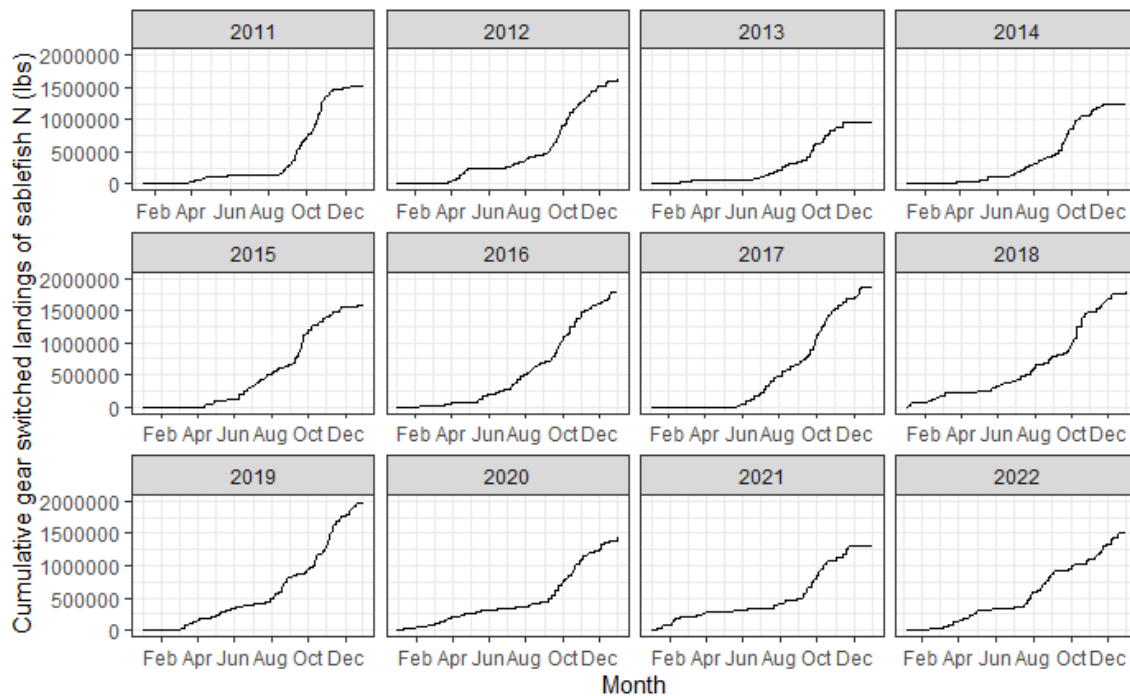 Cumulative gear switched landings of sablefish N (lbs)
2011 2012 2013 2014
2000000
1500000
1000000
500000
0
Feb Apr Jun Aug Oct Dec Feb Apr Jun Aug Oct Dec Feb Apr Jun Aug Oct Dec Feb Apr Jun Aug Oct Dec
2015 2016 2017 2018
2000000
1500000
1000000
500000
0
Feb Apr Jun Aug Oct Dec Feb Apr Jun Aug Oct Dec Feb Apr Jun Aug Oct Dec Feb Apr Jun Aug Oct Dec
2019 2020 2021 2022
2000000
1500000
1000000
500000
0
Feb Apr Jun Aug Oct Dec Feb Apr Jun Aug Oct Dec Feb Apr Jun Aug Oct Dec Feb Apr Jun Aug Oct Dec
Month